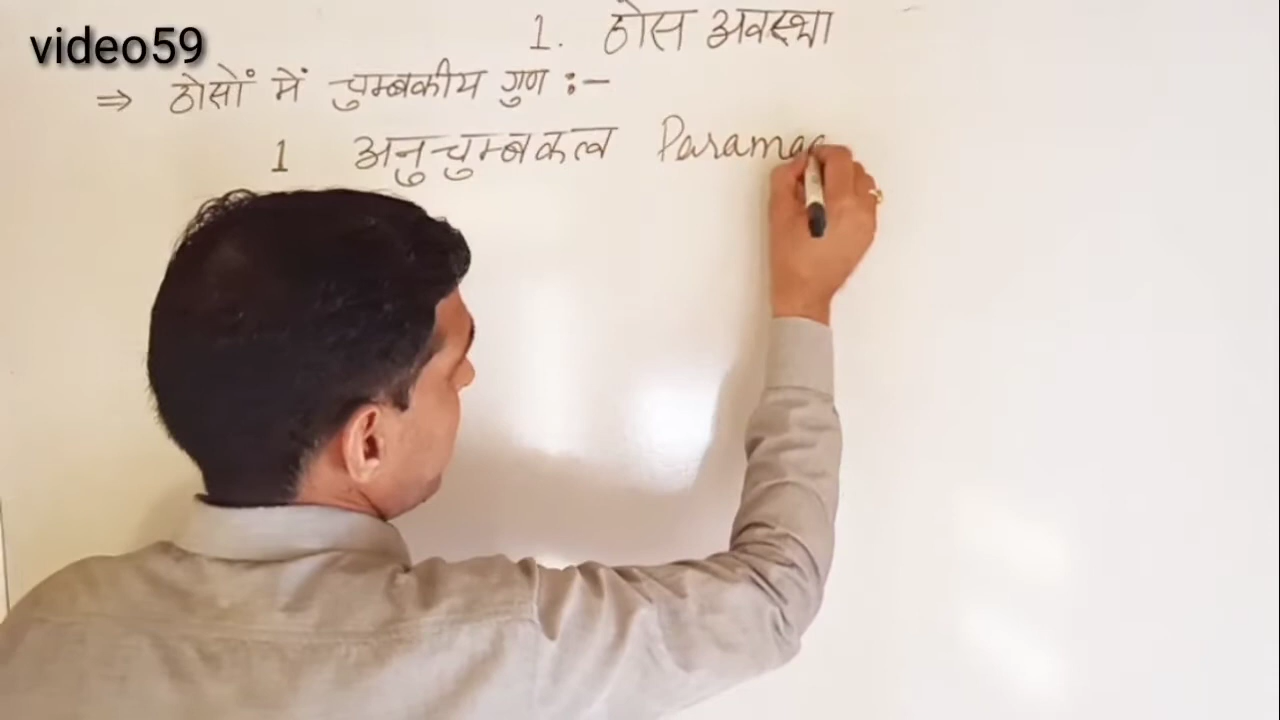 video59
1. ठोस अवस्था
⇒ ठोसों में चुम्बकीय गुण :-
1 अनुचुम्बकत्व Paramag